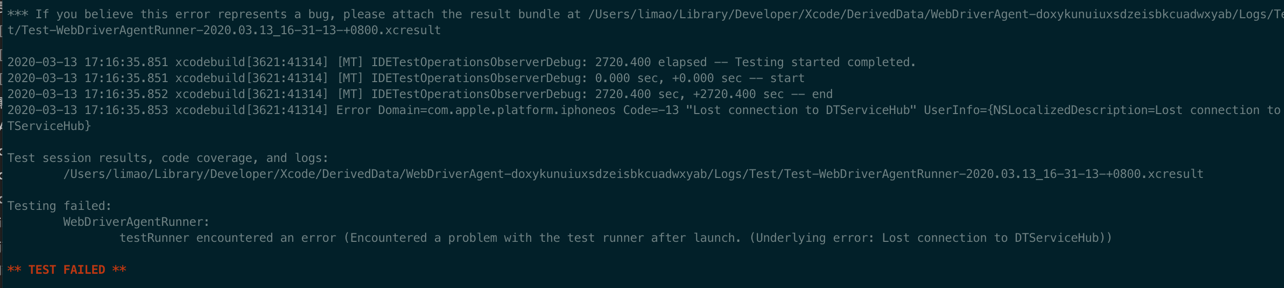 *** If you believe this error represents a bug, please attach the result bundle at /Users/limao/Library/Developer/Xcode/DerivedData/WebDriverAgent-doxykunuiuxsdzeisbkcuadwxyab/Logs/Te
t/Test-WebDriverAgentRunner-2020.03.13_16-31-13-+0800.xcresult
2020-03-13 17:16:35.851 xcodebuild[3621:41314] [MT] IDETestOperationsObserverDebug: 2720.400 elapsed -- Testing started completed.
2020-03-13 17:16:35.851 xcodebuild[3621:41314] [MT] IDETestOperationsObserverDebug: 0.000 sec, +0.000 sec -- start
2020-03-13 17:16:35.852 xcodebuild[3621:41314] [MT] IDETestOperationsObserverDebug: 2720.400 sec, +2720.400 sec -- end
2020-03-13 17:16:35.853 xcodebuild[3621:41314] Error Domain=com.apple.platform.iphoneos Code=-13 "Lost connection to DTServiceHub" UserInfo={NSLocalizedDescription=Lost connection to
TServiceHub}
Test session results, code coverage, and logs:
/Users/limao/Library/Developer/Xcode/DerivedData/WebDriverAgent-doxykunuiuxsdzeisbkcuadwxyab/Logs/Test/Test-WebDriverAgentRunner-2020.03.13_16-31-13-+0800.xcresult
Testing failed:
WebDriverAgentRunner:
testRunner encountered an error (Encountered a problem with the test runner after launch. (Underlying error: Lost connection to DTServiceHub))
** TEST FAILED **